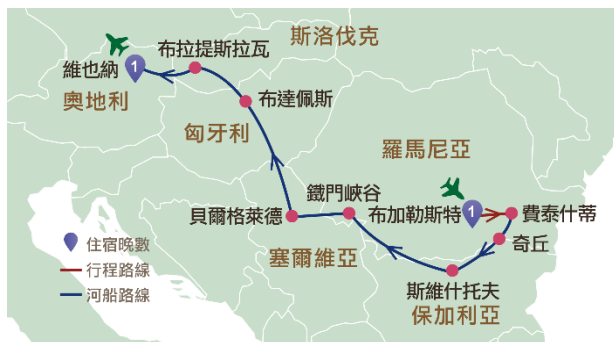 斯洛伐克
布拉提斯拉瓦
維也納
1
奧地利
布達佩斯
匈牙利
羅馬尼亞
鐵門峽谷
布加勒斯特
1
費泰什蒂
貝爾格萊德
奇丘
塞爾維亞
住宿晚數
行程路線
河船路線
斯維什托夫
保加利亞